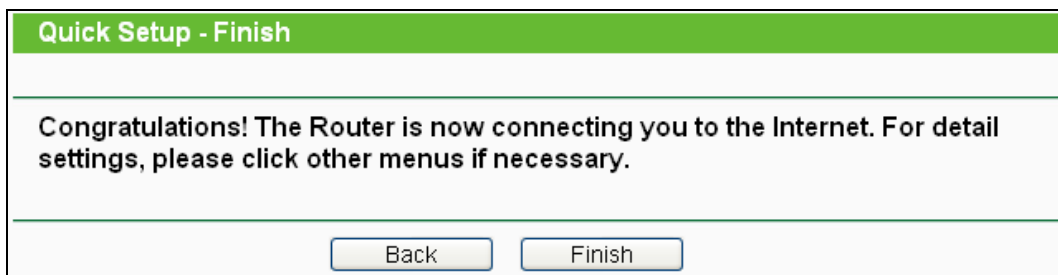 Quick Setup - Finish
Congratulations! The Router is now connecting you to the Internet. For detail
settings, please click other menus if necessary.
Back Finish